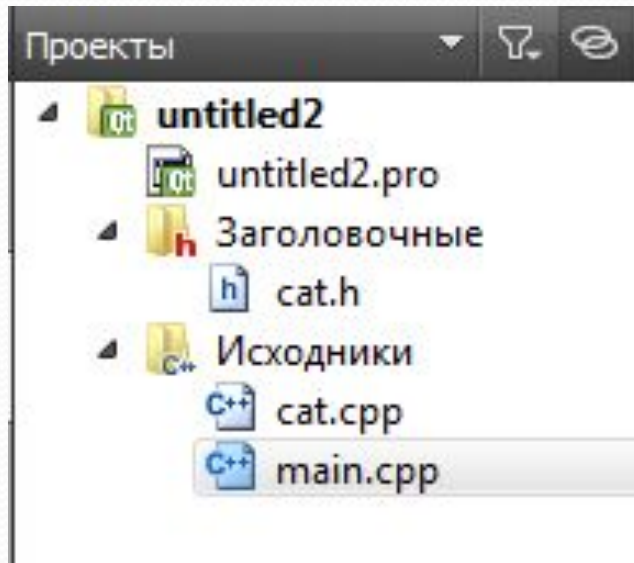 Проекты
untitled2
untitled2.pro
Заголовочные
cat.h
Исходники
cat.cpp
main.cpp